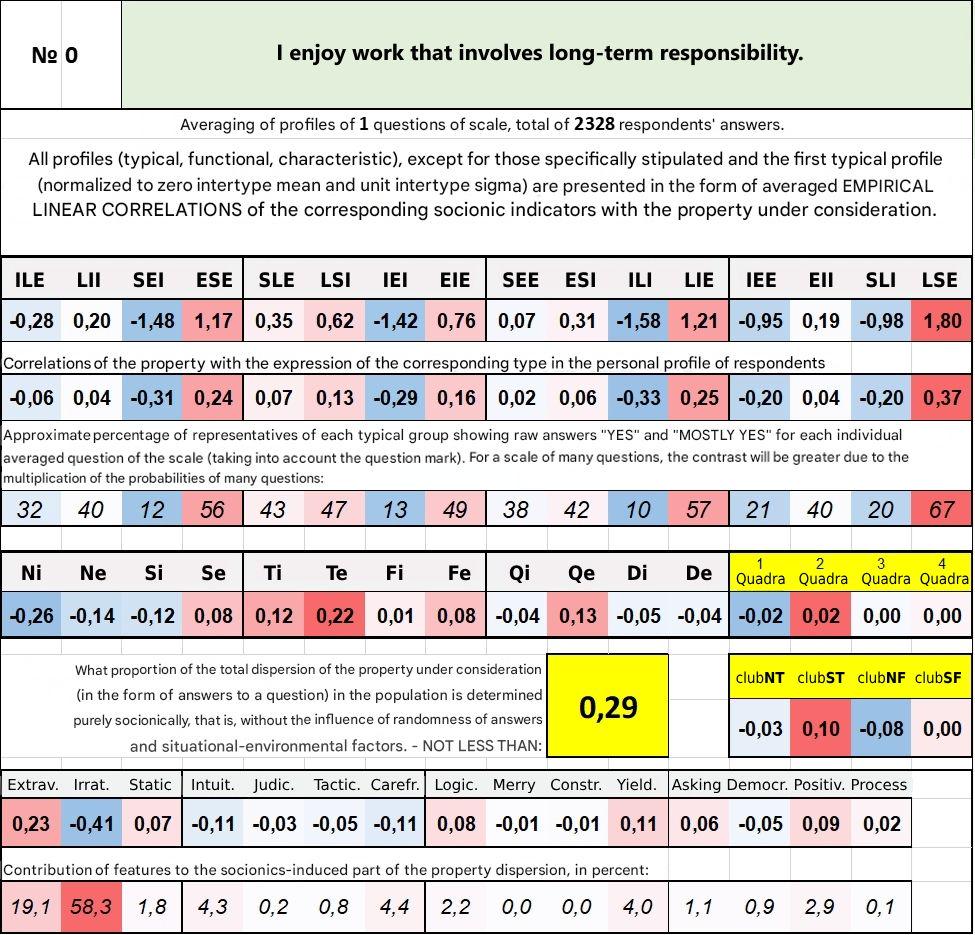 № 0
I enjoy work that involves long-term responsibility.
Averaging of profiles of 1 questions of scale, total of 2328 respondents' answers.
All profiles (typical, functional, characteristic), except for those specifically stipulated and the first typical profile
(normalized to zero intertype mean and unit intertype sigma) are presented in the form of averaged EMPIRICAL
LINEAR CORRELATIONS of the corresponding socionic indicators with the property under consideration.
ILE LII SEI ESE SLE LSI IEI EIE SEE ESI ILI LIE IEE EII SLI LSE
-0,28 0,20 -1,48 1,17 0,35 0,62 -1,42 0,76 0,07 0,31 -1,58 1,21 -0,95 0,19 -0,98 1,80
Correlations of the property with the expression of the corresponding type in the personal profile of respondents
-0,06 0,04 -0,31 0,24 0,07 0,13 -0,29 0,16 0,02 0,06 -0,33 0,25 -0,20 0,04 -0,20 0,37
Approximate percentage of representatives of each typical group showing raw answers "YES" and "MOSTLY YES" for each individual
averaged question of the scale (taking into account the question mark). For a scale of many questions, the contrast will be greater due to the
multiplication of the probabilities of many questions:
32 40 12 56 43 47 13 49 38 42 10 57 21 40 20 67
Ni Ne Si Se Ti Te Fi Fe Qi Qe Di De 1 Quadra 2 Quadra 3 Quadra 4 Quadra
-0,26 -0,14 -0,12 0,08 0,12 0,22 0,01 0,08 -0,04 0,13 -0,05 -0,04 -0,02 0,02 0,00 0,00
What proportion of the total dispersion of the property under consideration
(in the form of answers to a question) in the population is determined
purely socionically, that is, without the influence of randomness of answers
and situational-environmental factors. - NOT LESS THAN:
0,29
clubNT clubST clubNF clubSF
-0,03 0,10 -0,08 0,00
Extrav. Irrat. Static Intuit. Judic. Tactic. Carefr. Logic. Merry Constr. Yield. Asking Democr. Positiv. Process
0,23 -0,41 0,07 -0,11 -0,03 -0,05 -0,11 0,08 -0,01 -0,01 0,11 0,06 -0,05 0,09 0,02
Contribution of features to the socionics-induced part of the property dispersion, in percent:
19,1 58,3 1,8 4,3 0,2 0,8 4,4 2,2 0,0 0,0 4,0 1,1 0,9 2,9 0,1